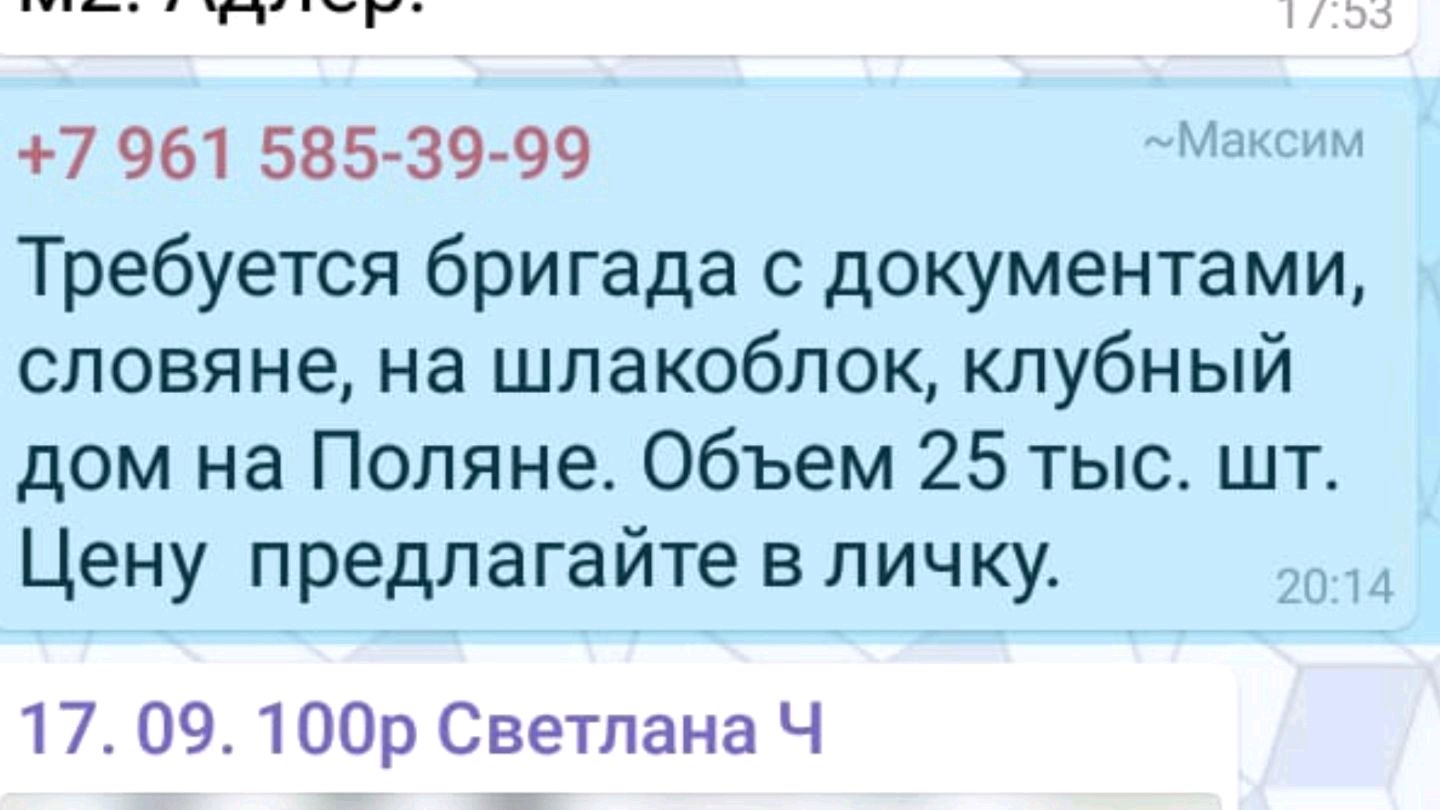 м2. Адлер.
17:53
+7 961 585-39-99
~Максим
Требуется бригада с документами,
словяне, на шлакоблок, клубный
дом на Поляне. Объем 25 тыс. шт.
Цену  предлагайте в личку.
20:14
17. 09. 100р Светлана Ч